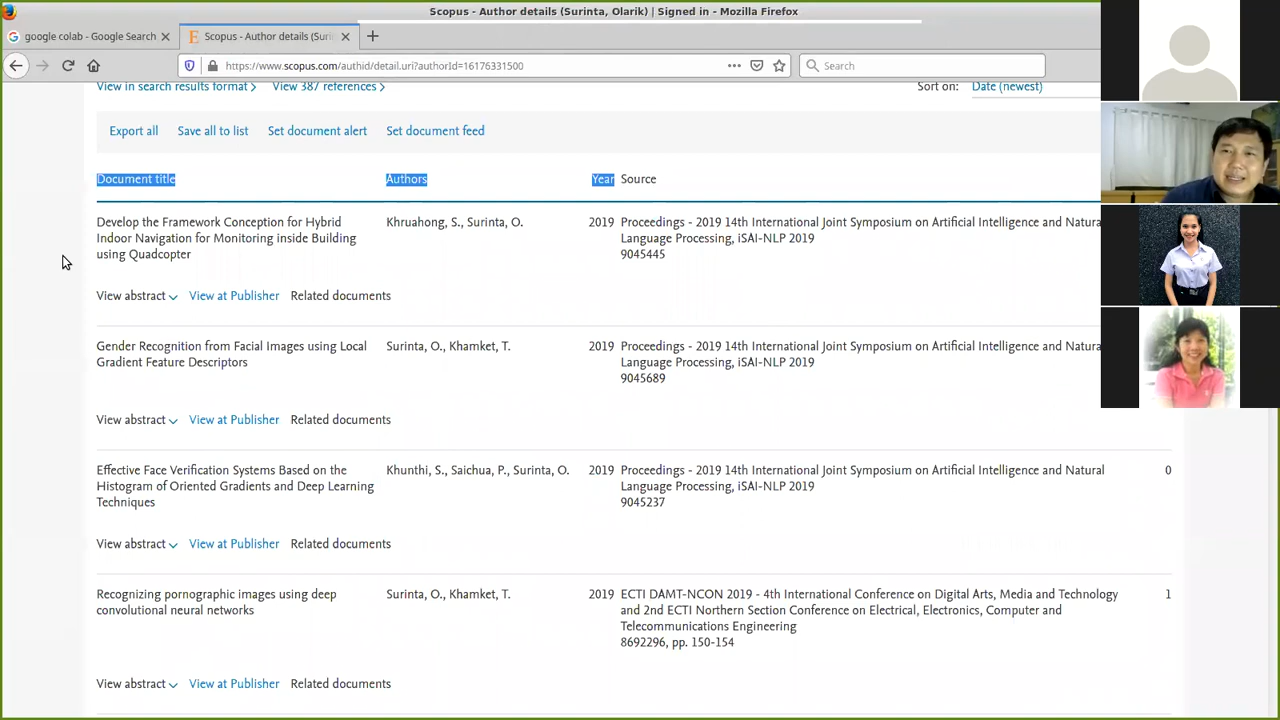 Scopus - Author details (Surinta, Olarik) | Signed in - Mozilla Firefox
google colab - Google Search
Scopus - Author details (Suri
https://www.scopus.com/authid/detail.uri?authorId=16176331500
Search
View in search results format
View 387 references
Sort on:
Date (newest)
Export all
Save all to list
Set document alert
Set document feed
Document title
Authors
Year
Source
Develop the Framework Conception for Hybrid
Indoor Navigation for Monitoring inside Building
using Quadcopter
Khruahong, S., Surinta, O.
2019
Proceedings - 2019 14th International Joint Symposium on Artificial Intelligence and Natura
Language Processing, iSAI-NLP 2019
9045445
View abstract
View at Publisher
Related documents
Gender Recognition from Facial Images using Local
Gradient Feature Descriptors
Surinta, O., Khamket, T.
2019
Proceedings - 2019 14th International Joint Symposium on Artificial Intelligence and Natura
Language Processing, iSAI-NLP 2019
9045689
View abstract
View at Publisher
Related documents
Effective Face Verification Systems Based on the
Histogram of Oriented Gradients and Deep Learning
Techniques
Khunthi, S., Saichua, P., Surinta, O.
2019
Proceedings - 2019 14th International Joint Symposium on Artificial Intelligence and Natural
Language Processing, iSAI-NLP 2019
9045237
0
View abstract
View at Publisher
Related documents
Recognizing pornographic images using deep
convolutional neural networks
Surinta, O., Khamket, T.
2019
ECTI DAMT-NCON 2019 - 4th International Conference on Digital Arts, Media and Technology
and 2nd ECTI Northern Section Conference on Electrical, Electronics, Computer and
Telecommunications Engineering
8692296, pp. 150-154
1
View abstract
View at Publisher
Related documents